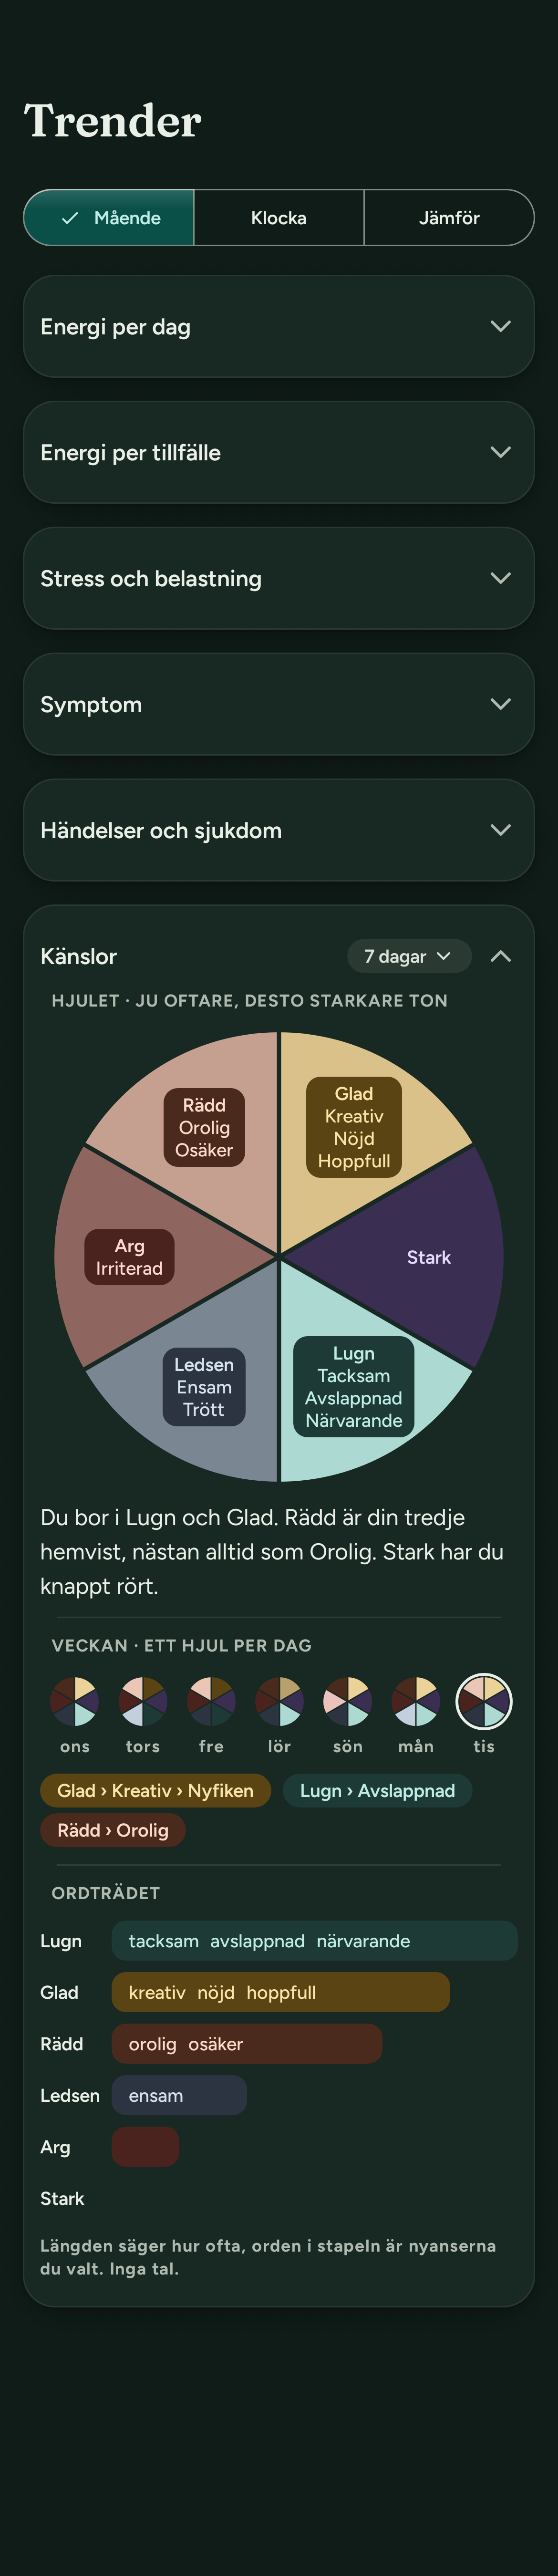 Trender
Mående
Klocka
Jämför
Energi per dag
Energi per tillfälle
Stress och belastning
Symptom
Händelser och sjukdom
Känslor
7 dagar
HJULET · JU OFTARE, DESTO STARKARE TON
Rädd
Orolig
Osäker
Glad
Kreativ
Nöjd
Hoppfull
Arg
Irriterad
Stark
Ledsen
Ensam
Trött
Lugn
Tacksam
Avslappnad
Närvarande
Du bor i Lugn och Glad. Rädd är din tredje
hemvist, nästan alltid som Orolig. Stark har du
knappt rört.
VECKAN · ETT HJUL PER DAG
ons tors fre lör sön mån tis
Glad › Kreativ › Nyfiken
Lugn › Avslappnad
Rädd › Orolig
ORDTRÄDET
Lugn tacksam avslappnad närvarande
Glad kreativ nöjd hoppfull
Rädd orolig osäker
Ledsen ensam
Arg
Stark
Längden säger hur ofta, orden i stapeln är nyanserna
du valt. Inga tal.